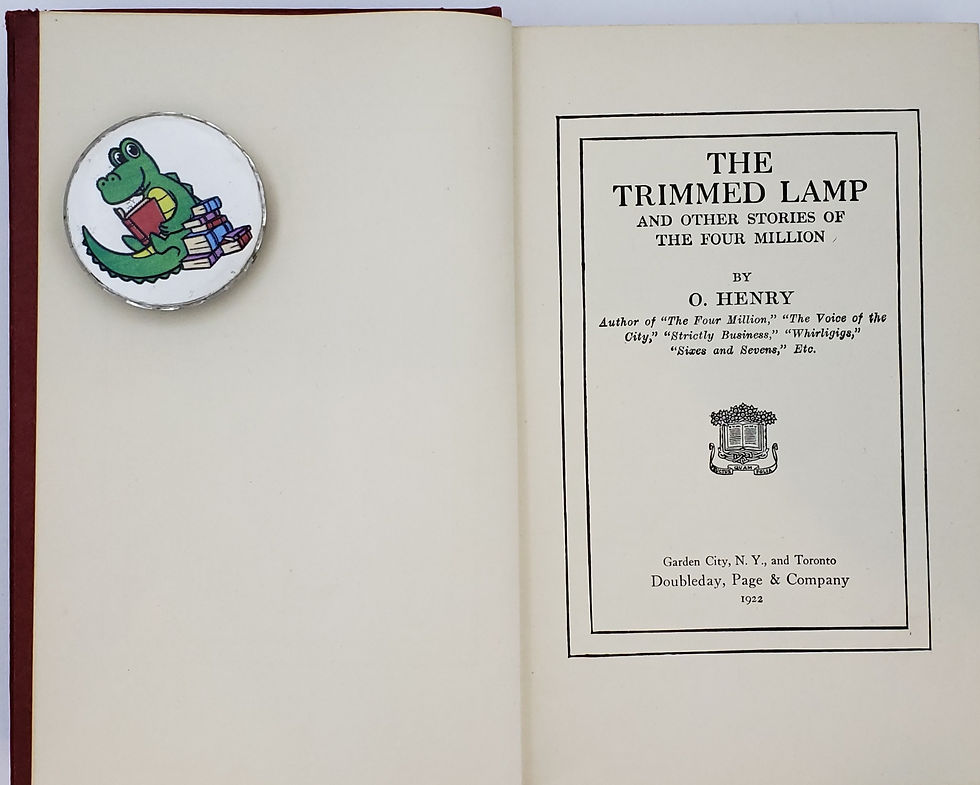 THE
TRIMMED LAMP
AND OTHER STORIES OF
THE FOUR MILLION
BY
O. HENRY
Author of “The Four Million,” “The Voice of the
City,” “Strictly Business,” “Whirligigs,”
“Sixes and Sevens,” Etc.
QUAM
Garden City, N. Y., and Toronto
Doubleday, Page & Company
1922